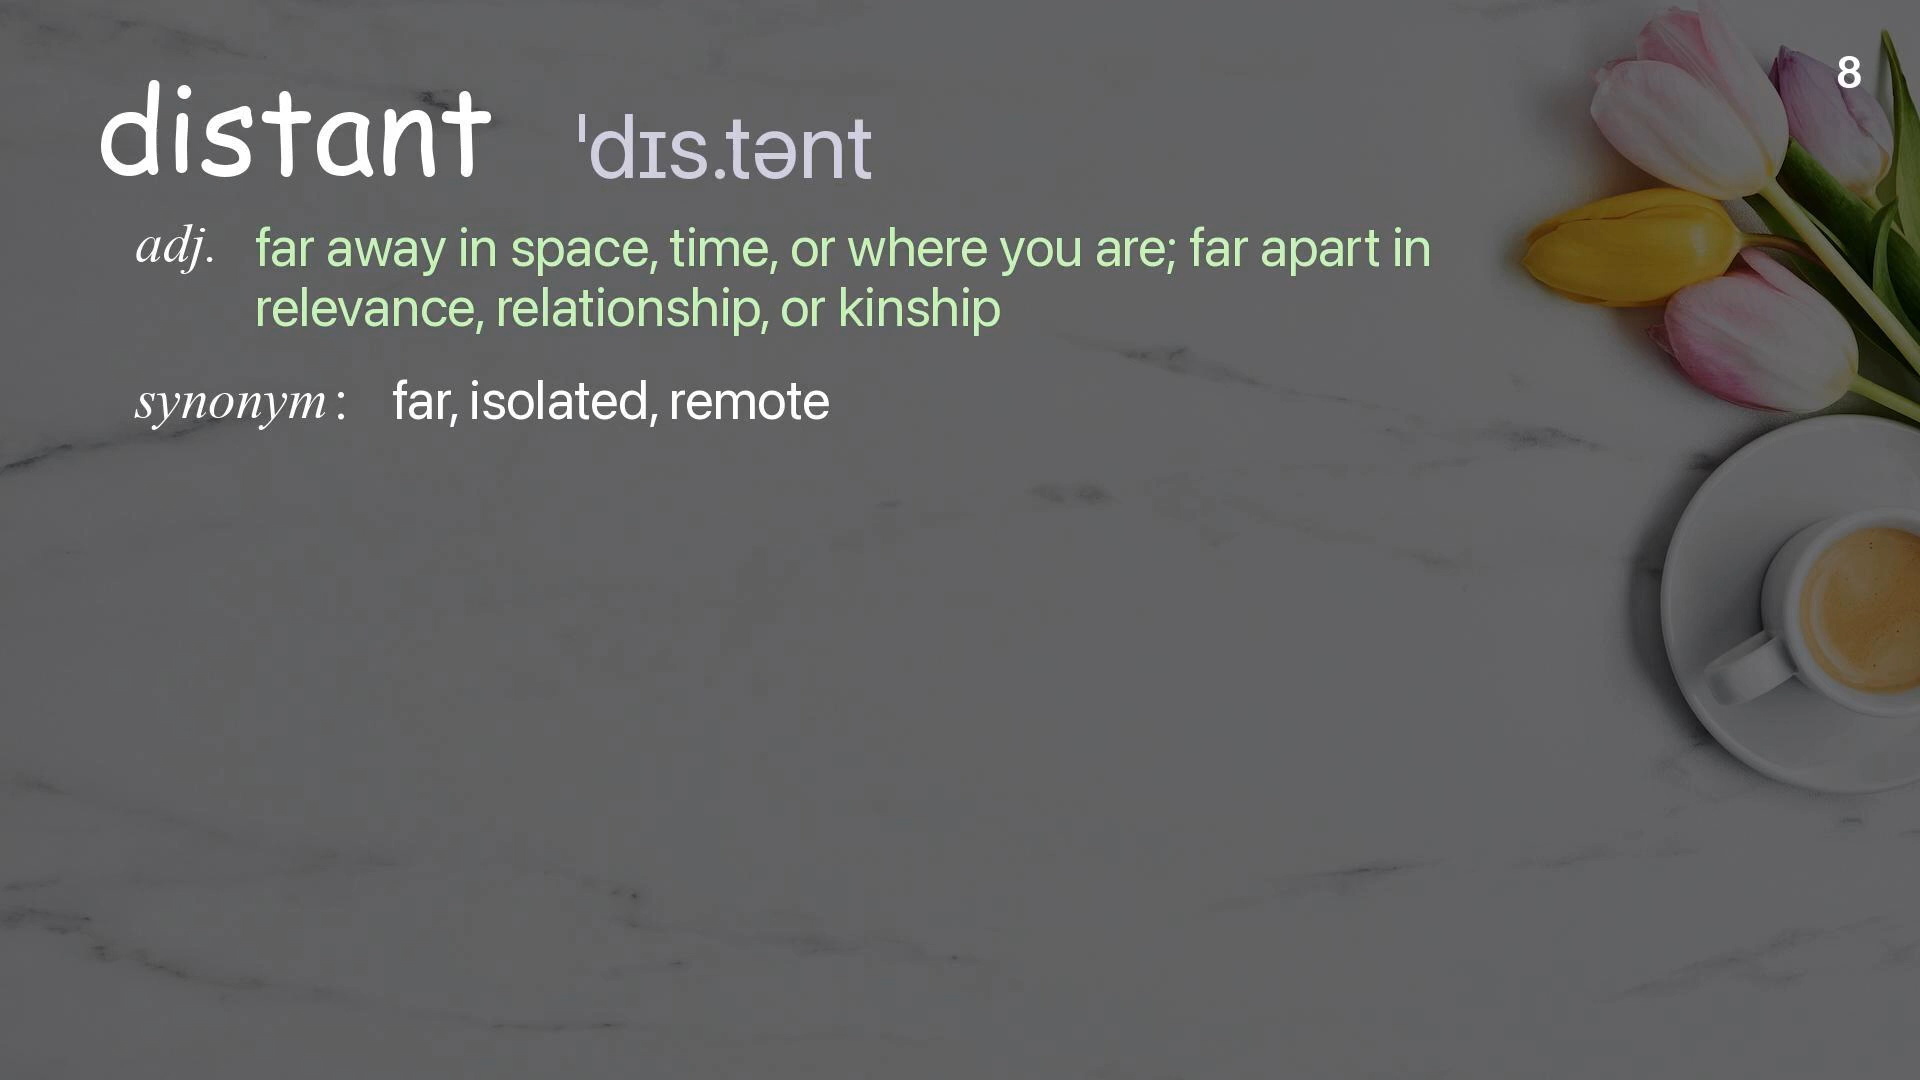 8
distant ˈdɪs.tənt
adj. far away in space, time, or where you are; far apart in
relevance, relationship, or kinship
synonym: far, isolated, remote